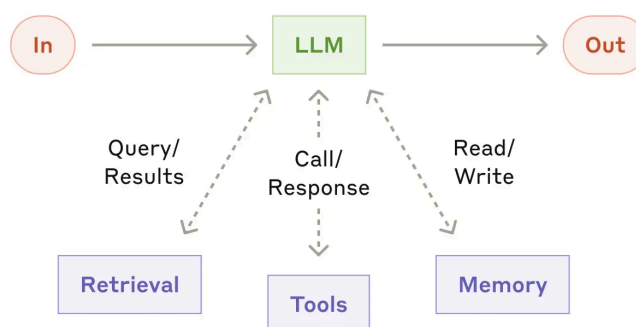 In
LLM
Out
Query/
Results
Call/
Response
Read/
Write
Retrieval
Tools
Memory